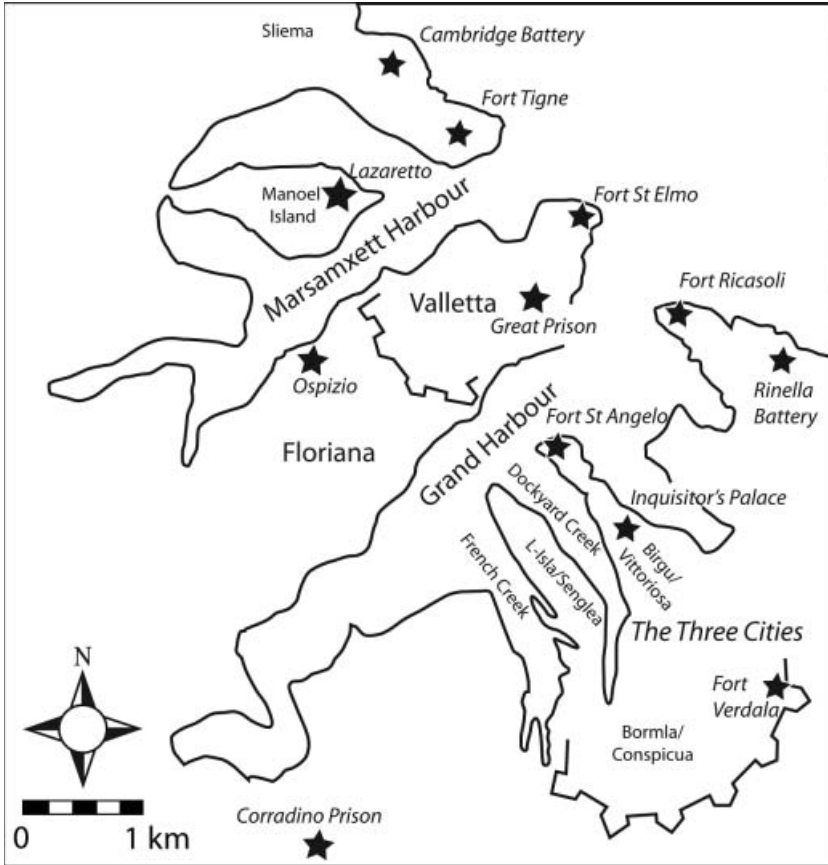 Sliema
Cambridge Battery
Fort Tigne
Lazaretto
Manoel
Island
Marsamxett Harbour
Fort St Elmo
Valletta
Great Prison
Fort Ricasoli
Rinella
Battery
Ospizio
Floriana
Grand Harbour
Fort St Angelo
Dockyard Creek
Inquisitor's Palace
L-Isla/Senglea
French Creek
Birgu/
Vittoriosa
The Three Cities
N
Fort
Verdala
Bormla/
Conspicua
0 1 km
Corradino Prison